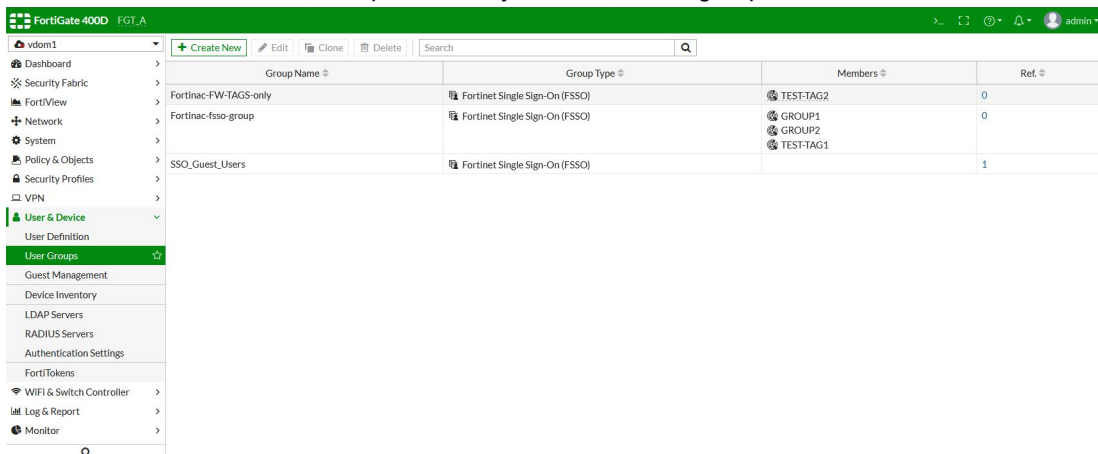 FortiGate 400D FGT_A
>_ admin
vdom1
Create New Edit Clone Delete Search
Dashboard
Security Fabric
FortiView
Network
System
Policy & Objects
Security Profiles
VPN
User & Device
User Definition
User Groups
Guest Management
Device Inventory
LDAP Servers
RADIUS Servers
Authentication Settings
FortiTokens
WiFi & Switch Controller
Log & Report
Monitor
Group Name Group Type Members Ref.
Fortinac-FW-TAGS-only Fortinet Single Sign-On (FSSO) TEST-TAG2 0
Fortinac-fsso-group Fortinet Single Sign-On (FSSO) GROUP1 0
GROUP2
TEST-TAG1
SSO_Guest_Users Fortinet Single Sign-On (FSSO) 1